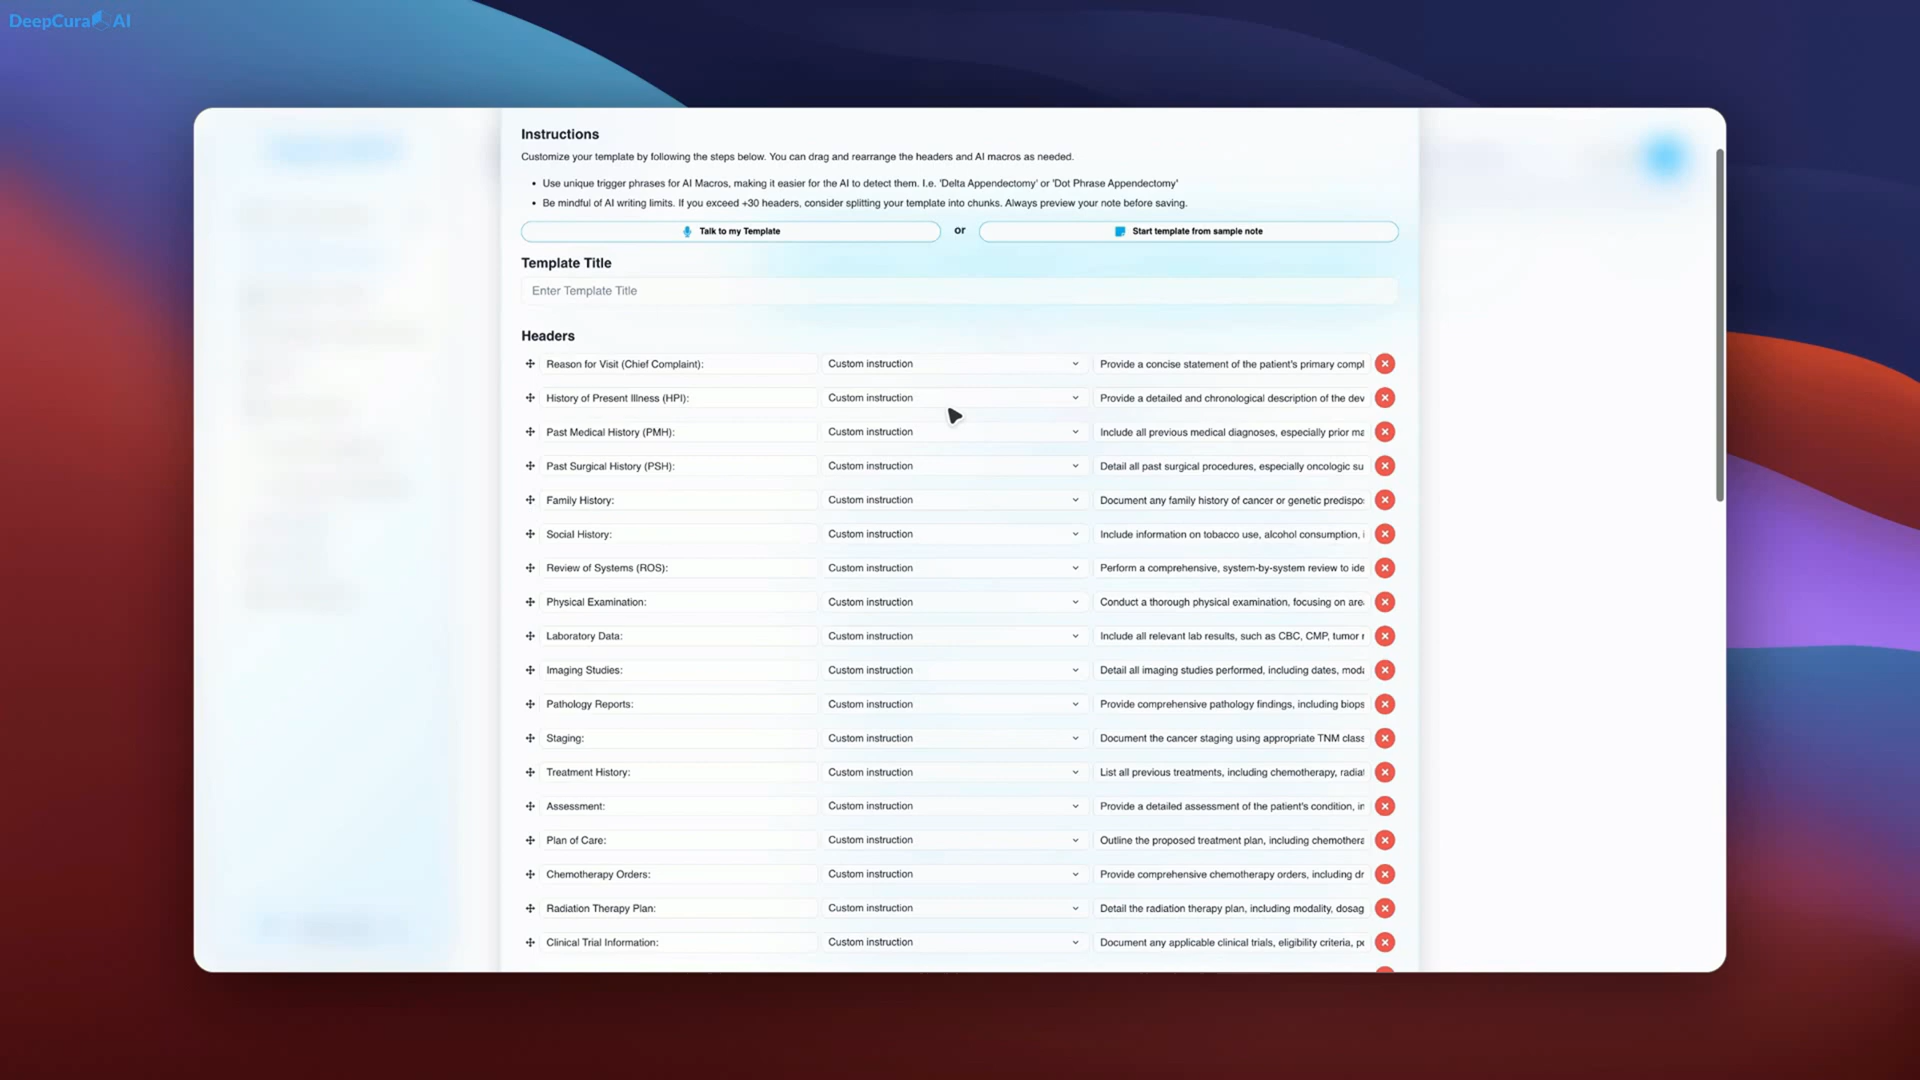 DeepCura AI
Instructions
Customize your template by following the steps below. You can drag and rearrange the headers and AI macros as needed.
• Use unique trigger phrases for AI Macros, making it easier for the AI to detect them. I.e. 'Delta Appendectomy' or 'Dot Phrase Appendectomy'
• Be mindful of AI writing limits. If you exceed +30 headers, consider splitting your template into chunks. Always preview your note before saving.
Talk to my Template or Start template from sample note
Template Title
Enter Template Title
Headers
Reason for Visit (Chief Complaint): Custom instruction Provide a concise statement of the patient's primary compl
History of Present Illness (HPI): Custom instruction Provide a detailed and chronological description of the dev
Past Medical History (PMH): Custom instruction Include all previous medical diagnoses, especially prior ma
Past Surgical History (PSH): Custom instruction Detail all past surgical procedures, especially oncologic su
Family History: Custom instruction Document any family history of cancer or genetic predispo
Social History: Custom instruction Include information on tobacco use, alcohol consumption, i
Review of Systems (ROS): Custom instruction Perform a comprehensive, system-by-system review to ide
Physical Examination: Custom instruction Conduct a thorough physical examination, focusing on are
Laboratory Data: Custom instruction Include all relevant lab results, such as CBC, CMP, tumor r
Imaging Studies: Custom instruction Detail all imaging studies performed, including dates, moda
Pathology Reports: Custom instruction Provide comprehensive pathology findings, including biops
Staging: Custom instruction Document the cancer staging using appropriate TNM class
Treatment History: Custom instruction List all previous treatments, including chemotherapy, radiat
Assessment: Custom instruction Provide a detailed assessment of the patient's condition, in
Plan of Care: Custom instruction Outline the proposed treatment plan, including chemothera
Chemotherapy Orders: Custom instruction Provide comprehensive chemotherapy orders, including dr
Radiation Therapy Plan: Custom instruction Detail the radiation therapy plan, including modality, dosag
Clinical Trial Information: Custom instruction Document any applicable clinical trials, eligibility criteria, pe